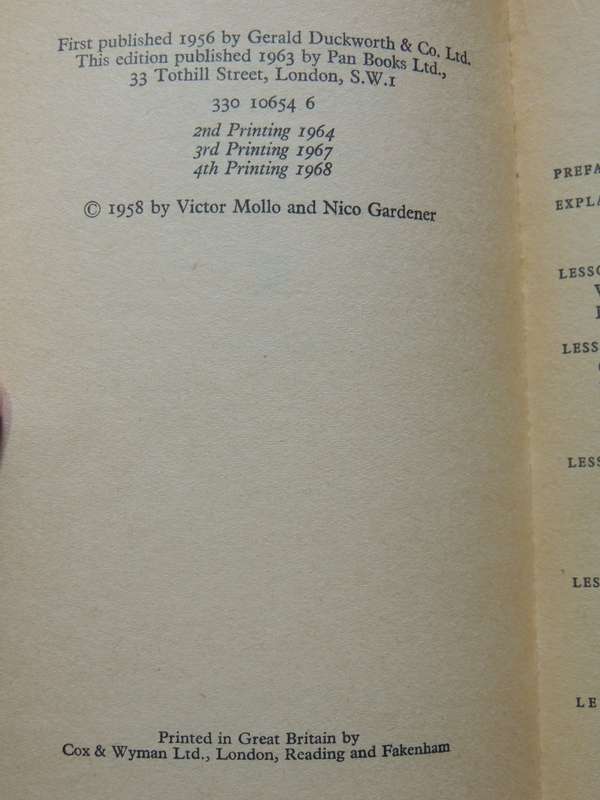 First published 1956 by Gerald Duckworth & Co. Ltd.
This edition published 1963 by Pan Books Ltd.,
33 Tothill Street, London, S.W.1
330 10654 6
2nd Printing 1964
3rd Printing 1967
4th Printing 1968
© 1958 by Victor Mollo and Nico Gardener
Printed in Great Britain by
Cox & Wyman Ltd., London, Reading and Fakenham
PREFA
EXPLA
LESSO
LESS
LESS
LES
LE